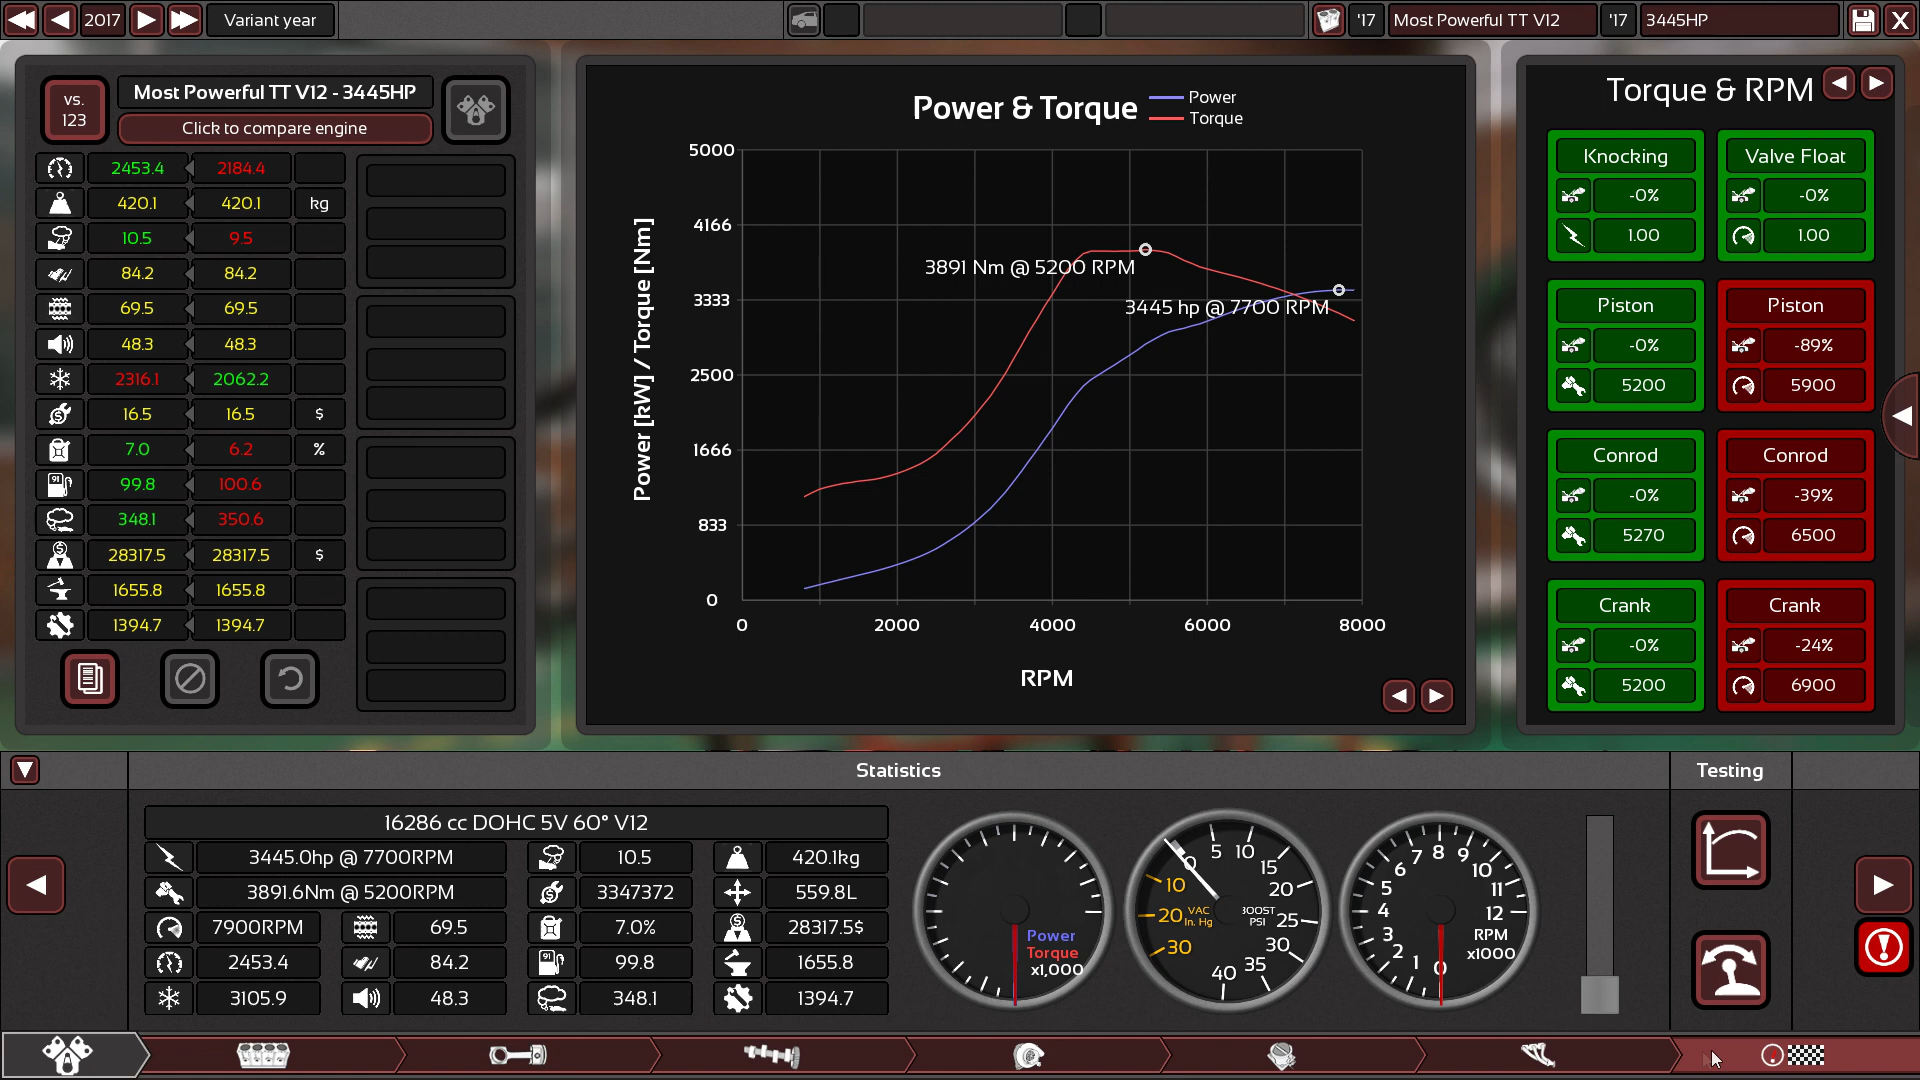 2017
Variant year
'17
Most Powerful TT V12
'17
3445HP
vs.
123
Most Powerful TT V12 - 3445HP
Click to compare engine
2453.4 2184.4
420.1 420.1 kg
10.5 9.5
84.2 84.2
69.5 69.5
48.3 48.3
2316.1 2062.2
16.5 16.5 $
7.0 6.2 %
99.8 100.6
348.1 350.6
28317.5 28317.5 $
1655.8 1655.8
1394.7 1394.7
Power & Torque
Power
Torque
Power [kW] / Torque [Nm]
5000
4166
3333
2500
1666
833
0
3891 Nm @ 5200 RPM
3445 hp @ 7700 RPM
0 2000 4000 6000 8000
RPM
Torque & RPM
Knocking
-0%
1.00
Valve Float
-0%
1.00
Piston
-0%
5200
Piston
-89%
5900
Conrod
-0%
5270
Conrod
-39%
6500
Crank
-0%
5200
Crank
-24%
6900
Statistics
Testing
16286 cc DOHC 5V 60° V12
3445.0hp @ 7700RPM 10.5 420.1kg
3891.6Nm @ 5200RPM 3347372 559.8L
7900RPM 69.5 7.0% 28317.5$
2453.4 84.2 99.8 1655.8
3105.9 48.3 348.1 1394.7
Power
Torque
x1,000
30 20 10 0 5 10 15 20 25 30 35 40
VAC
In. Hg
BOOST
PSI
0 1 2 3 4 5 6 7 8 9 10 11 12
RPM
x1000